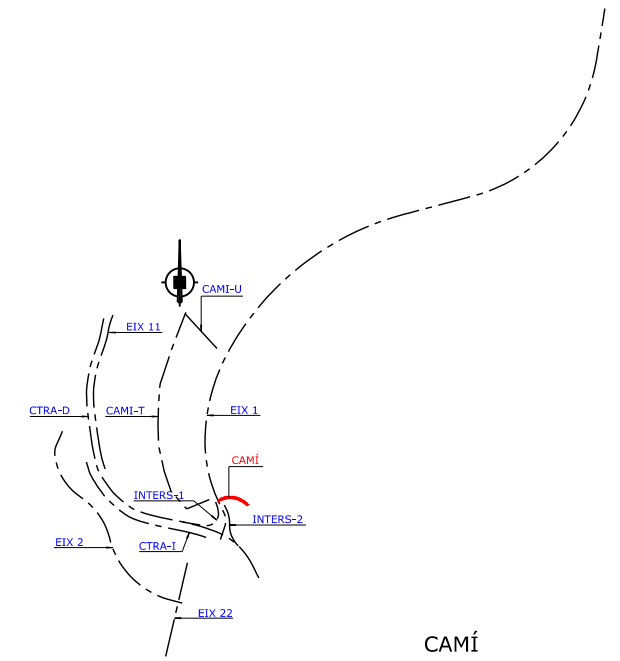 CAMI-U
EIX 11
CTRA-D
CAMI-T
EIX 1
CAMÍ
INTERS-1
INTERS-2
EIX 2
CTRA-I
EIX 22
CAMÍ